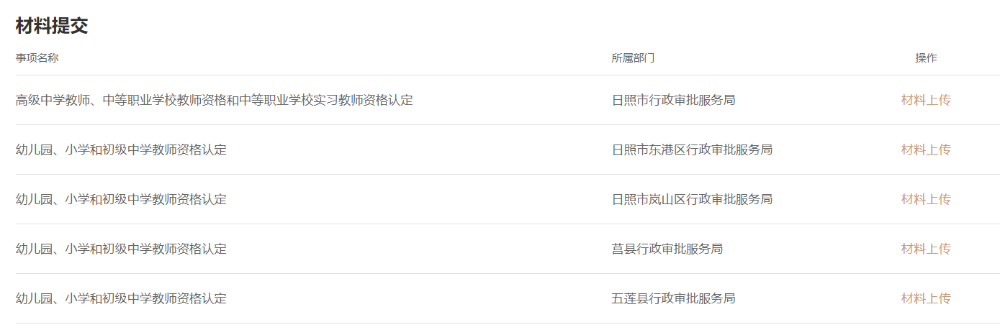 材料提交
事项名称 所属部门 操作
高级中学教师、中等职业学校教师资格和中等职业学校实习教师资格认定 日照市行政审批服务局 材料上传
幼儿园、小学和初级中学教师资格认定 日照市东港区行政审批服务局 材料上传
幼儿园、小学和初级中学教师资格认定 日照市岚山区行政审批服务局 材料上传
幼儿园、小学和初级中学教师资格认定 莒县行政审批服务局 材料上传
幼儿园、小学和初级中学教师资格认定 五莲县行政审批服务局 材料上传